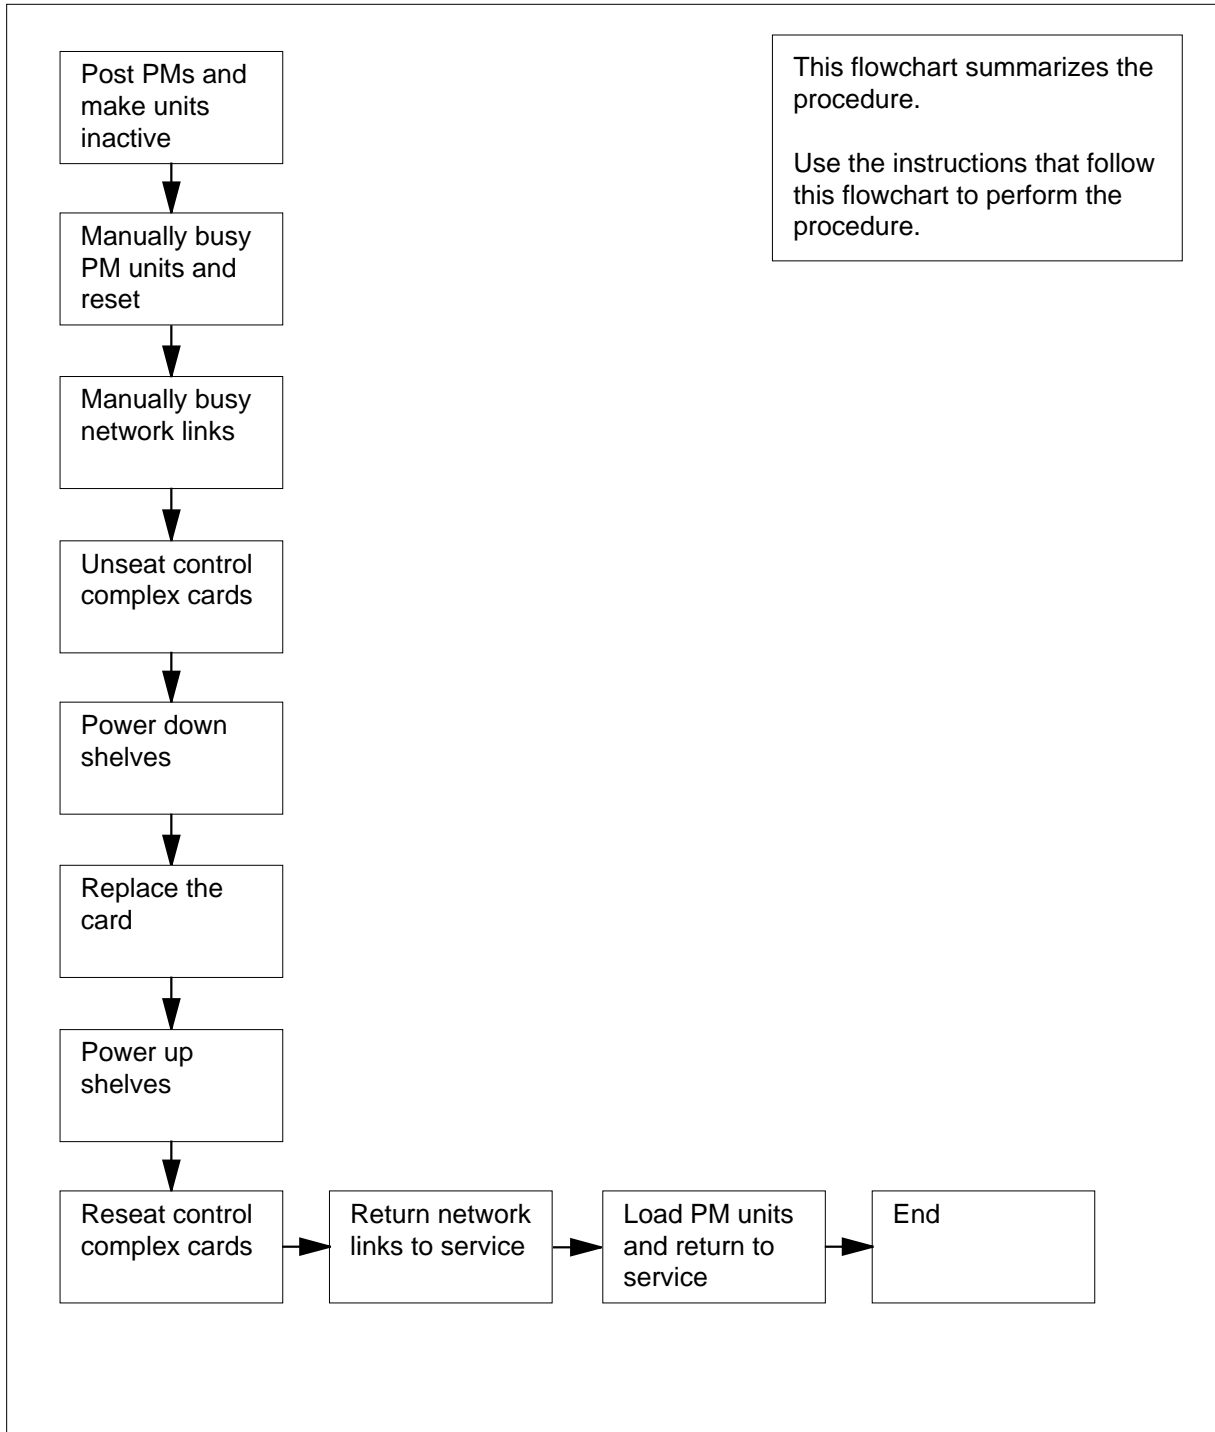 Post PMs and
make units
inactive
This flowchart summarizes the
procedure.
Use the instructions that follow
this flowchart to perform the
procedure.
Manually busy
PM units and
reset
Manually busy
network links
Unseat control
complex cards
Power down
shelves
Replace the
card
Power up
shelves
Reseat control
complex cards
Return network
links to service
Load PM units
and return to
service
End